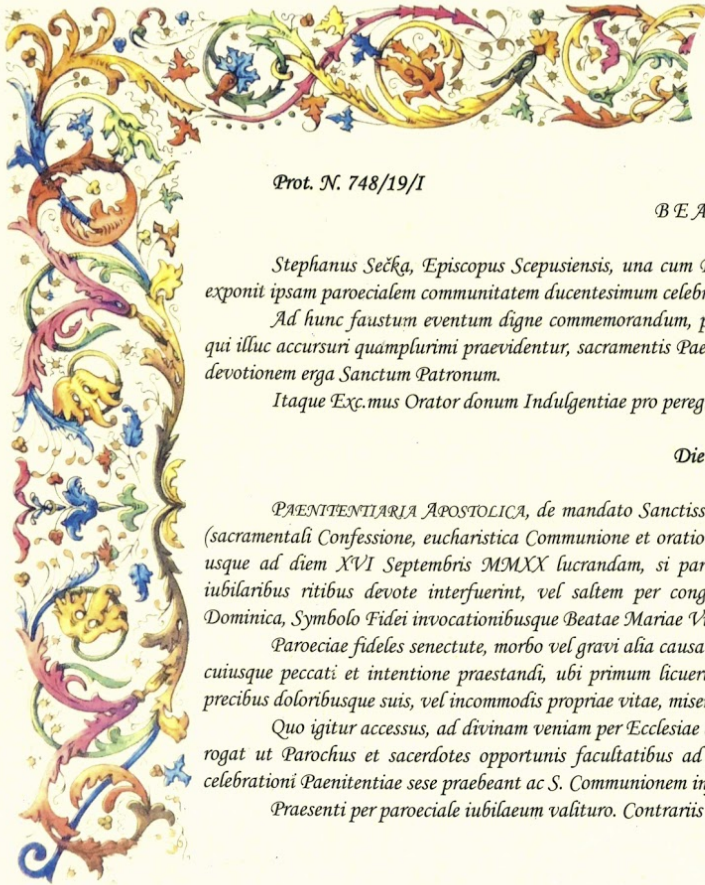 Prot. N. 748/19/I
BEA
Stephanus Sečka, Episcopus Scepusiensis, una cum
exponit ipsam paroecialem communitatem ducentesimum celebr
Ad hunc faustum eventum digne commemorandum, p
qui illuc accursuri quamplurimi praevidentur, sacramentis Pae
devotionem erga Sanctum Patronum.
Itaque Exc.mus Orator donum Indulgentiae pro pereg
Die
PAENITENTIARIA APOSTOLICA, de mandato Sanctiss
(sacramentali Confessione, eucharistica Communione et oratio
usque ad diem XVI Septembris MMXX lucrandam, si par
iubilaribus ritibus devote interfuerint, vel saltem per cong
Dominica, Symbolo Fidei invocationibusque Beatae Mariae Vi
Paroeciae fideles senectute, morbo vel gravi alia causa
cuiusque peccati et intentione praestandi, ubi primum licueri
precibus doloribusque suis, vel incommodis propriae vitae, mise
Quo igitur accessus, ad divinam veniam per Ecclesiae
rogat ut Parochus et sacerdotes opportunis facultatibus ad
celebrationi Paenitentiae sese praebeant ac S. Communionem in
Praesenti per paroeciale iubilaeum valituro. Contrariis